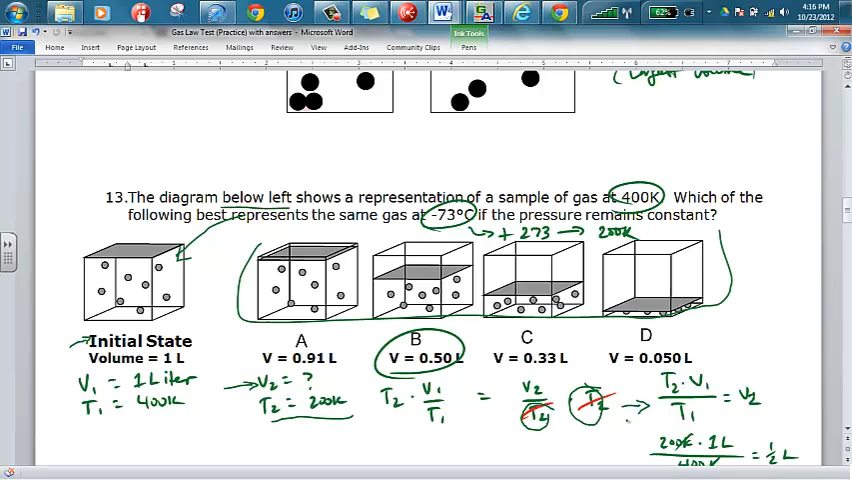 4:16 PM
62%
10/23/2012
Gas Law Test (Practice) with answers - Microsoft Word
Ink Tools
File Home Insert Page Layout References Mailings Review View Add-Ins Community Clips Pens
(largest volume)
13.The diagram below left shows a representation of a sample of gas at 400K. Which of the
following best represents the same gas at -73°C if the pressure remains constant?
+ 273 → 200K
A B C D
Initial State
Volume = 1 L V = 0.91 L V = 0.50 L V = 0.33 L V = 0.050 L
V₁ = 1 Liter → V₂ = ? T₂ · V₁/T₁ = V₂/T₂ T₂ → T₂ · V₁/T₁ = V₂
T₁ = 400K T₂ = 200K
200K · 1L/400K = 1/2 L